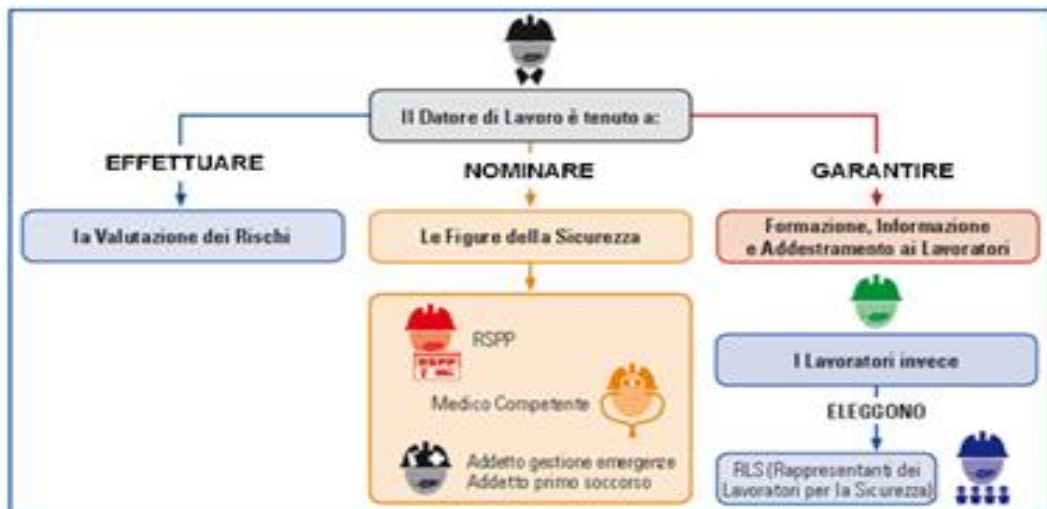 Il Datore di Lavoro è tenuto a:
EFFETTUARE
la Valutazione dei Rischi
NOMINARE
Le Figure della Sicurezza
RSPP
RSPP
Medico Competente
Addetto gestione emergenze
Addetto primo soccorso
GARANTIRE
Formazione, Informazione
e Addestramento ai Lavoratori
I Lavoratori invece
ELEGGONO
RLS (Rappresentanti dei
Lavoratori per la Sicurezza)